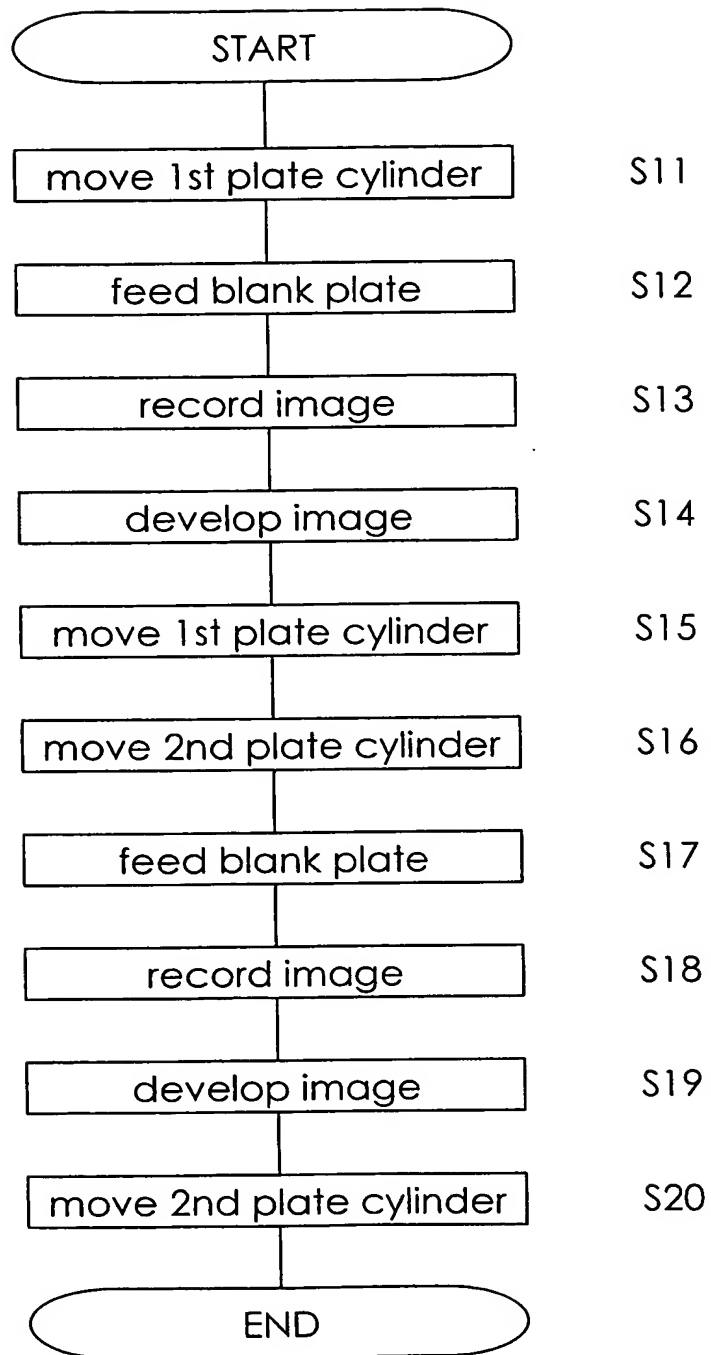 START
move 1st plate cylinder S11
feed blank plate S12
record image S13
develop image S14
move 1st plate cylinder S15
move 2nd plate cylinder S16
feed blank plate S17
record image S18
develop image S19
move 2nd plate cylinder S20
END